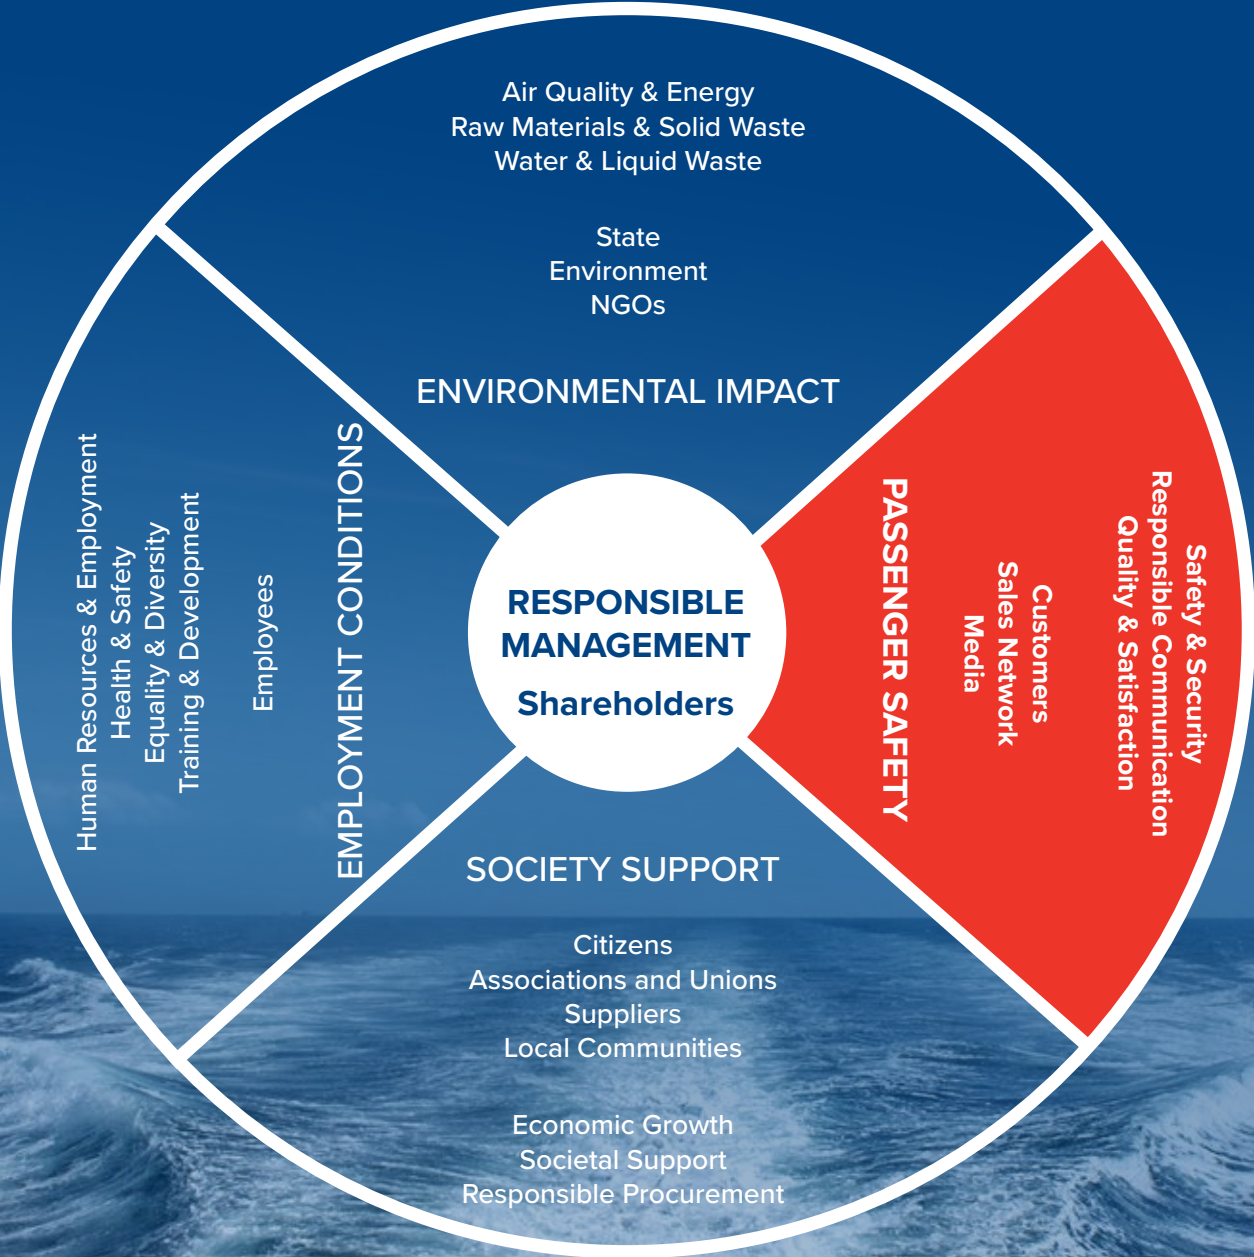 Air Quality & Energy
Raw Materials & Solid Waste
Water & Liquid Waste
State
Environment
NGOs
ENVIRONMENTAL IMPACT
Safety & Security
Responsible Communication
Quality & Satisfaction
Customers
Sales Network
Media
PASSENGER SAFETY
RESPONSIBLE
MANAGEMENT
Shareholders
Human Resources & Employment
Health & Safety
Equality & Diversity
Training & Development
Employees
EMPLOYMENT CONDITIONS
SOCIETY SUPPORT
Citizens
Associations and Unions
Suppliers
Local Communities
Economic Growth
Societal Support
Responsible Procurement